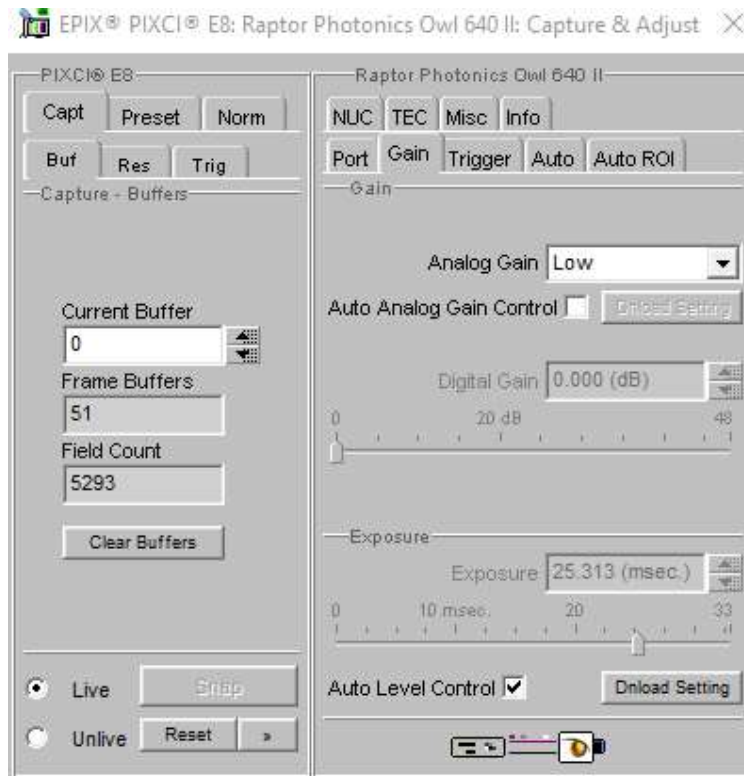 EPIX® PIXCI® E8: Raptor Photonics Owl 640 II: Capture & Adjust
PIXCI® E8
Capt Preset Norm
Buf Res Trig
Capture - Buffers
Current Buffer
0
Frame Buffers
51
Field Count
5293
Clear Buffers
Live Snap
Unlive Reset »
Raptor Photonics Owl 640 II
NUC TEC Misc Info
Port Gain Trigger Auto Auto ROI
Gain
Analog Gain Low
Auto Analog Gain Control Dnload Setting
Digital Gain 0.000 (dB)
0 20 dB 48
Exposure
Exposure 25.313 (msec.)
0 10 msec. 20 33
Auto Level Control Dnload Setting